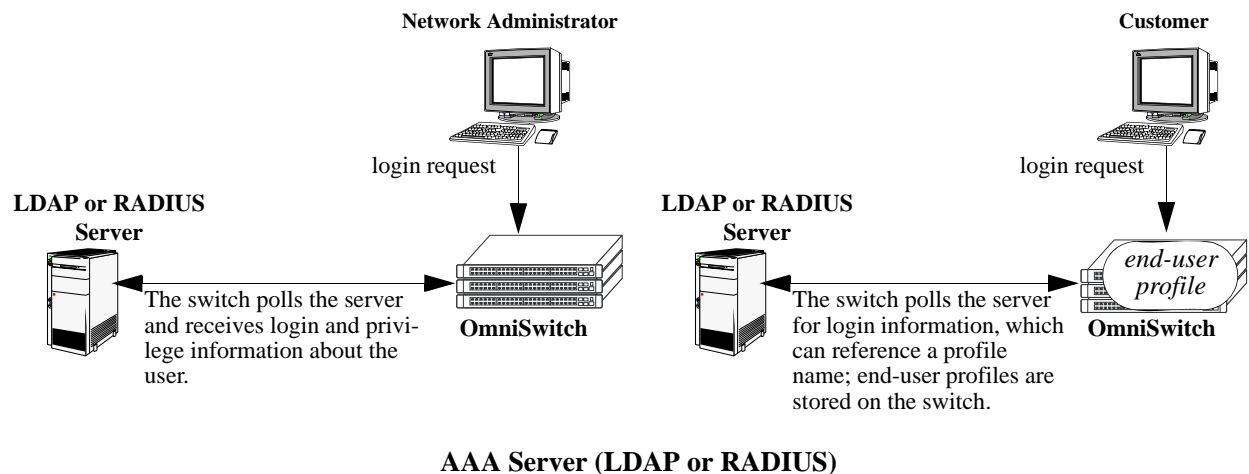 Network Administrator
login request
LDAP or RADIUS
Server
The switch polls the server
and receives login and privi-
lege information about the
user.
OmniSwitch
Customer
login request
LDAP or RADIUS
Server
end-user
profile
The switch polls the server
for login information, which
can reference a profile
name; end-user profiles are
stored on the switch.
OmniSwitch
AAA Server (LDAP or RADIUS)